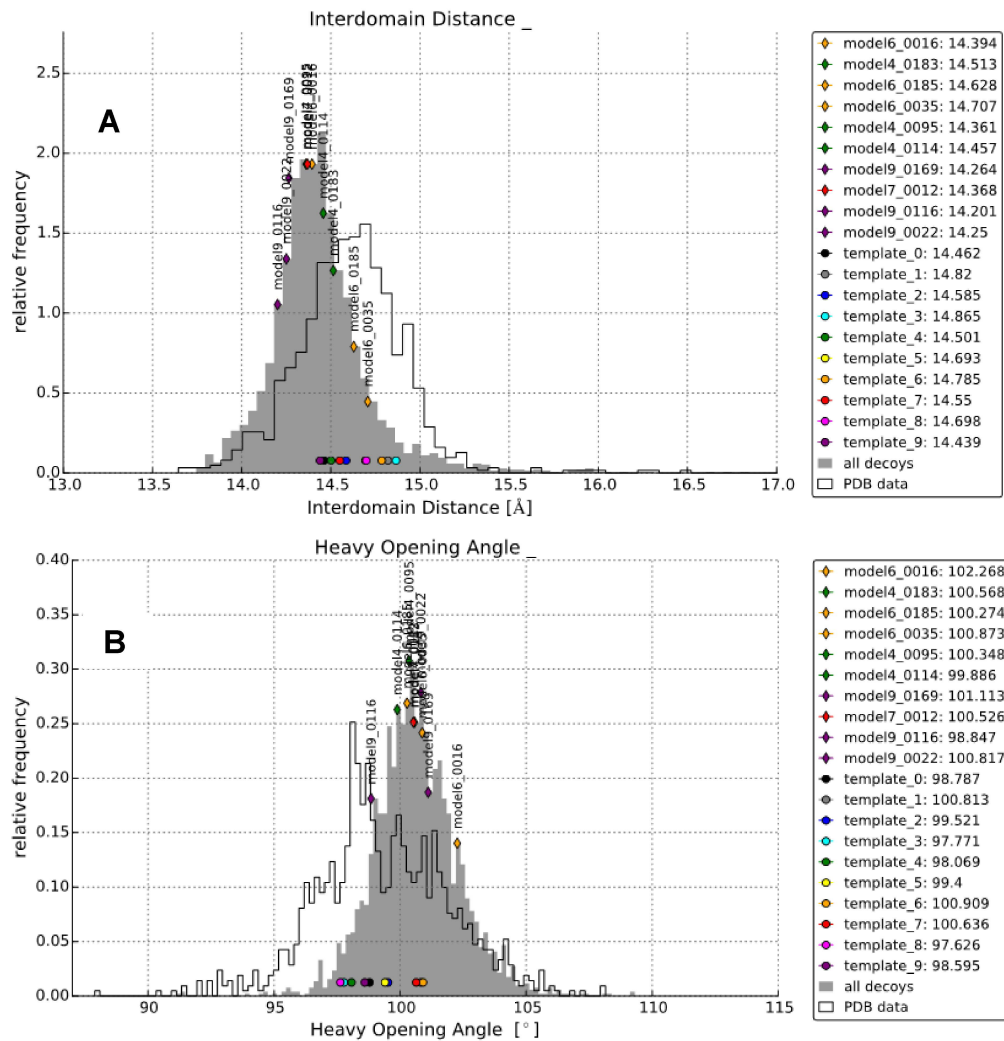 Interdomain Distance _
A
relative frequency
2.5
2.0
1.5
1.0
0.5
0.0
13.0 13.5 14.0 14.5 15.0 15.5 16.0 16.5 17.0
Interdomain Distance [Å]
model9_0116
model9_0022
model9_0169
model6_0016
model4_0114
model4_0183
model6_0185
model6_0035
model6_0016: 14.394
model4_0183: 14.513
model6_0185: 14.628
model6_0035: 14.707
model4_0095: 14.361
model4_0114: 14.457
model9_0169: 14.264
model7_0012: 14.368
model9_0116: 14.201
model9_0022: 14.25
template_0: 14.462
template_1: 14.82
template_2: 14.585
template_3: 14.865
template_4: 14.501
template_5: 14.693
template_6: 14.785
template_7: 14.55
template_8: 14.698
template_9: 14.439
all decoys
PDB data
Heavy Opening Angle _
B
relative frequency
0.40
0.35
0.30
0.25
0.20
0.15
0.10
0.05
0.00
90 95 100 105 110 115
Heavy Opening Angle [°]
model9_0116
model4_0114
model4_0095
model9_0022
model9_0169
model6_0016
model6_0016: 102.268
model4_0183: 100.568
model6_0185: 100.274
model6_0035: 100.873
model4_0095: 100.348
model4_0114: 99.886
model9_0169: 101.113
model7_0012: 100.526
model9_0116: 98.847
model9_0022: 100.817
template_0: 98.787
template_1: 100.813
template_2: 99.521
template_3: 97.771
template_4: 98.069
template_5: 99.4
template_6: 100.909
template_7: 100.636
template_8: 97.626
template_9: 98.595
all decoys
PDB data